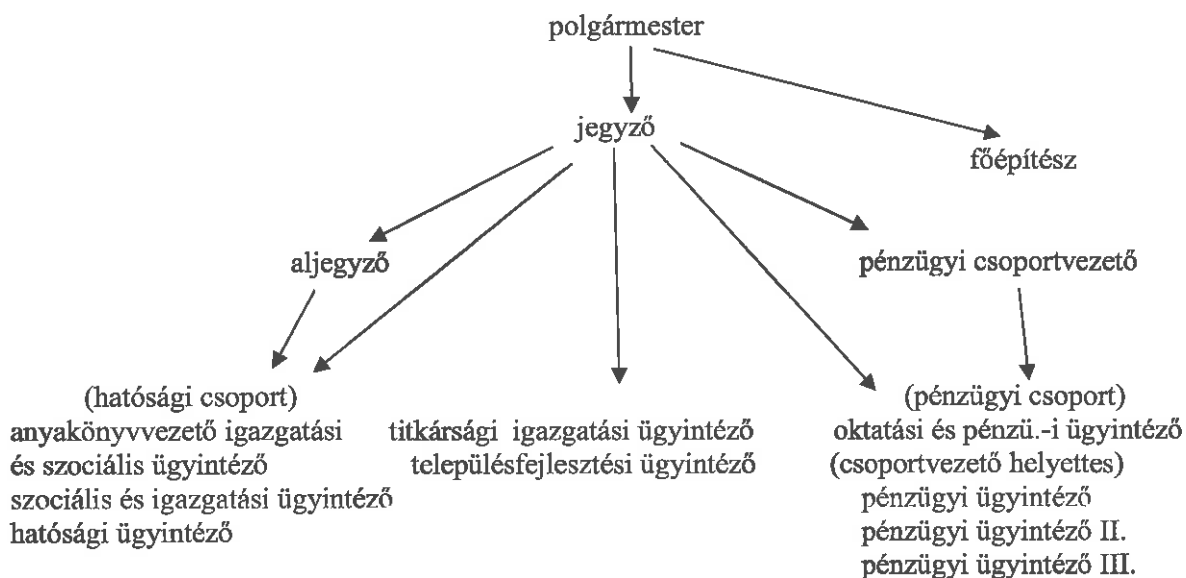 polgármester
jegyző
főépítész
aljegyző
pénzügyi csoportvezető
(hatósági csoport)
anyakönyvvezető igazgatási
és szociális ügyintéző
szociális és igazgatási ügyintéző
hatósági ügyintéző
titkársági igazgatási ügyintéző
településfejlesztési ügyintéző
(pénzügyi csoport)
oktatási és pénzü.-i ügyintéző
(csoportvezető helyettes)
pénzügyi ügyintéző
pénzügyi ügyintéző II.
pénzügyi ügyintéző III.